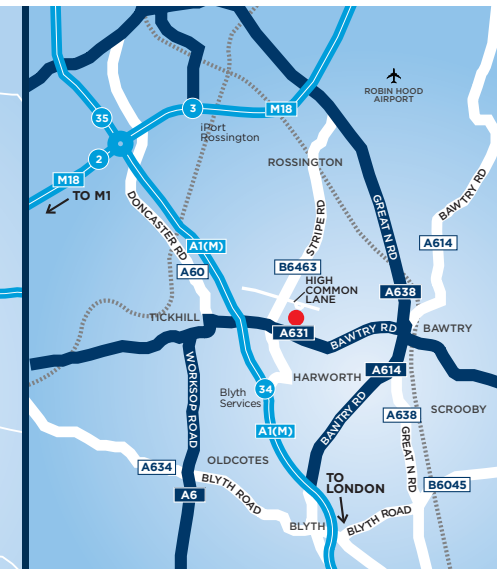 ROBIN HOOD
AIRPORT
35
3
M18
iPort
Rossington
2
ROSSINGTON
M18
TO M1
DONCASTER RD
STRIPE RD
GREAT N RD
BAWTRY RD
A614
A1(M)
A60
B6463
HIGH
COMMON
LANE
A638
TICKHILL
A631
BAWTRY RD
BAWTRY
A614
WORKSOP ROAD
HARWORTH
34
Blyth
Services
BAWTRY RD
A638
SCROOBY
A1(M)
GREAT N RD
OLDCOTES
A634
BLYTH ROAD
A6
TO
LONDON
B6045
BLYTH
BLYTH ROAD